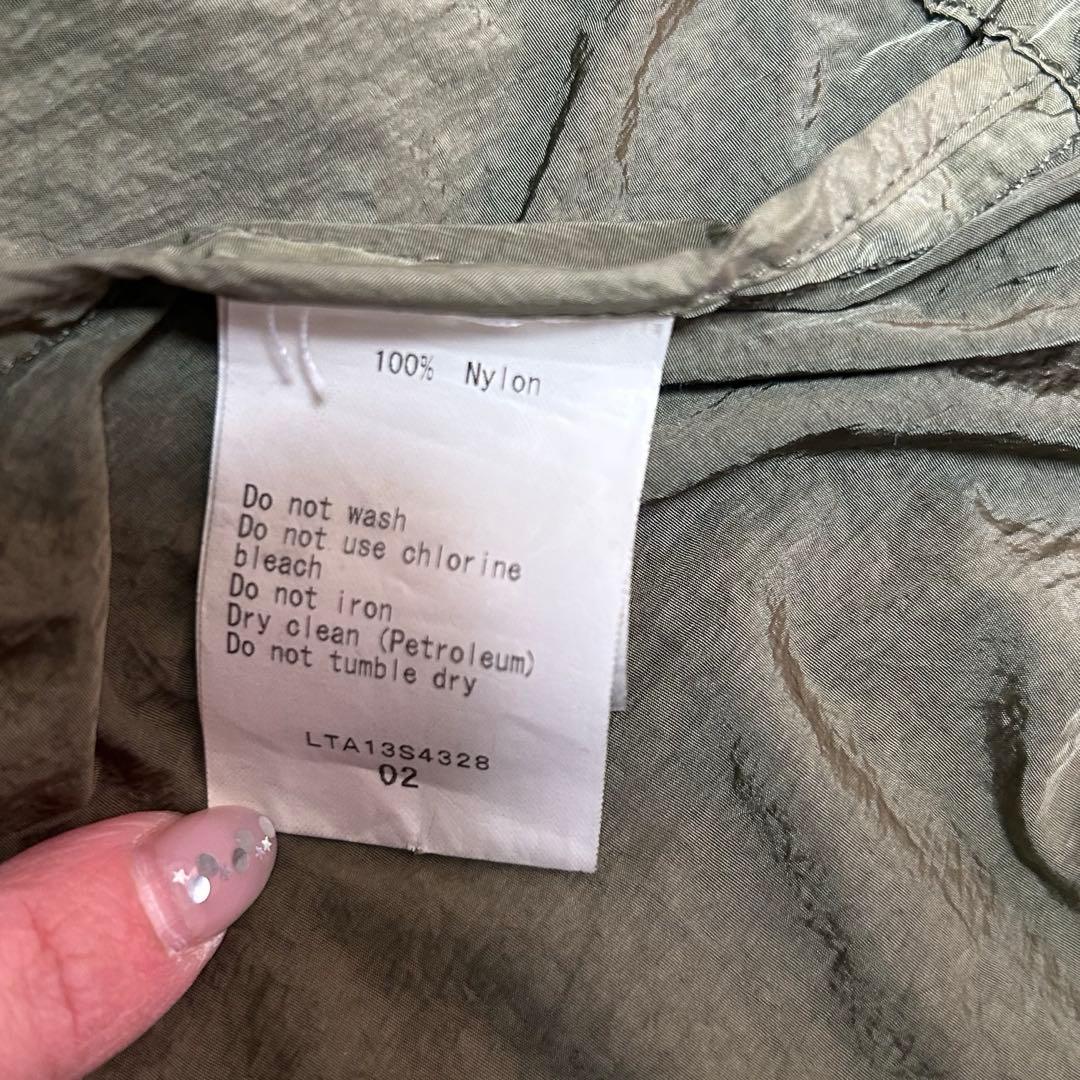 100% Nylon
Do not wash
Do not use chlorine
bleach
Do not iron
Dry clean (Petroleum)
Do not tumble dry
LTA13S4328
02